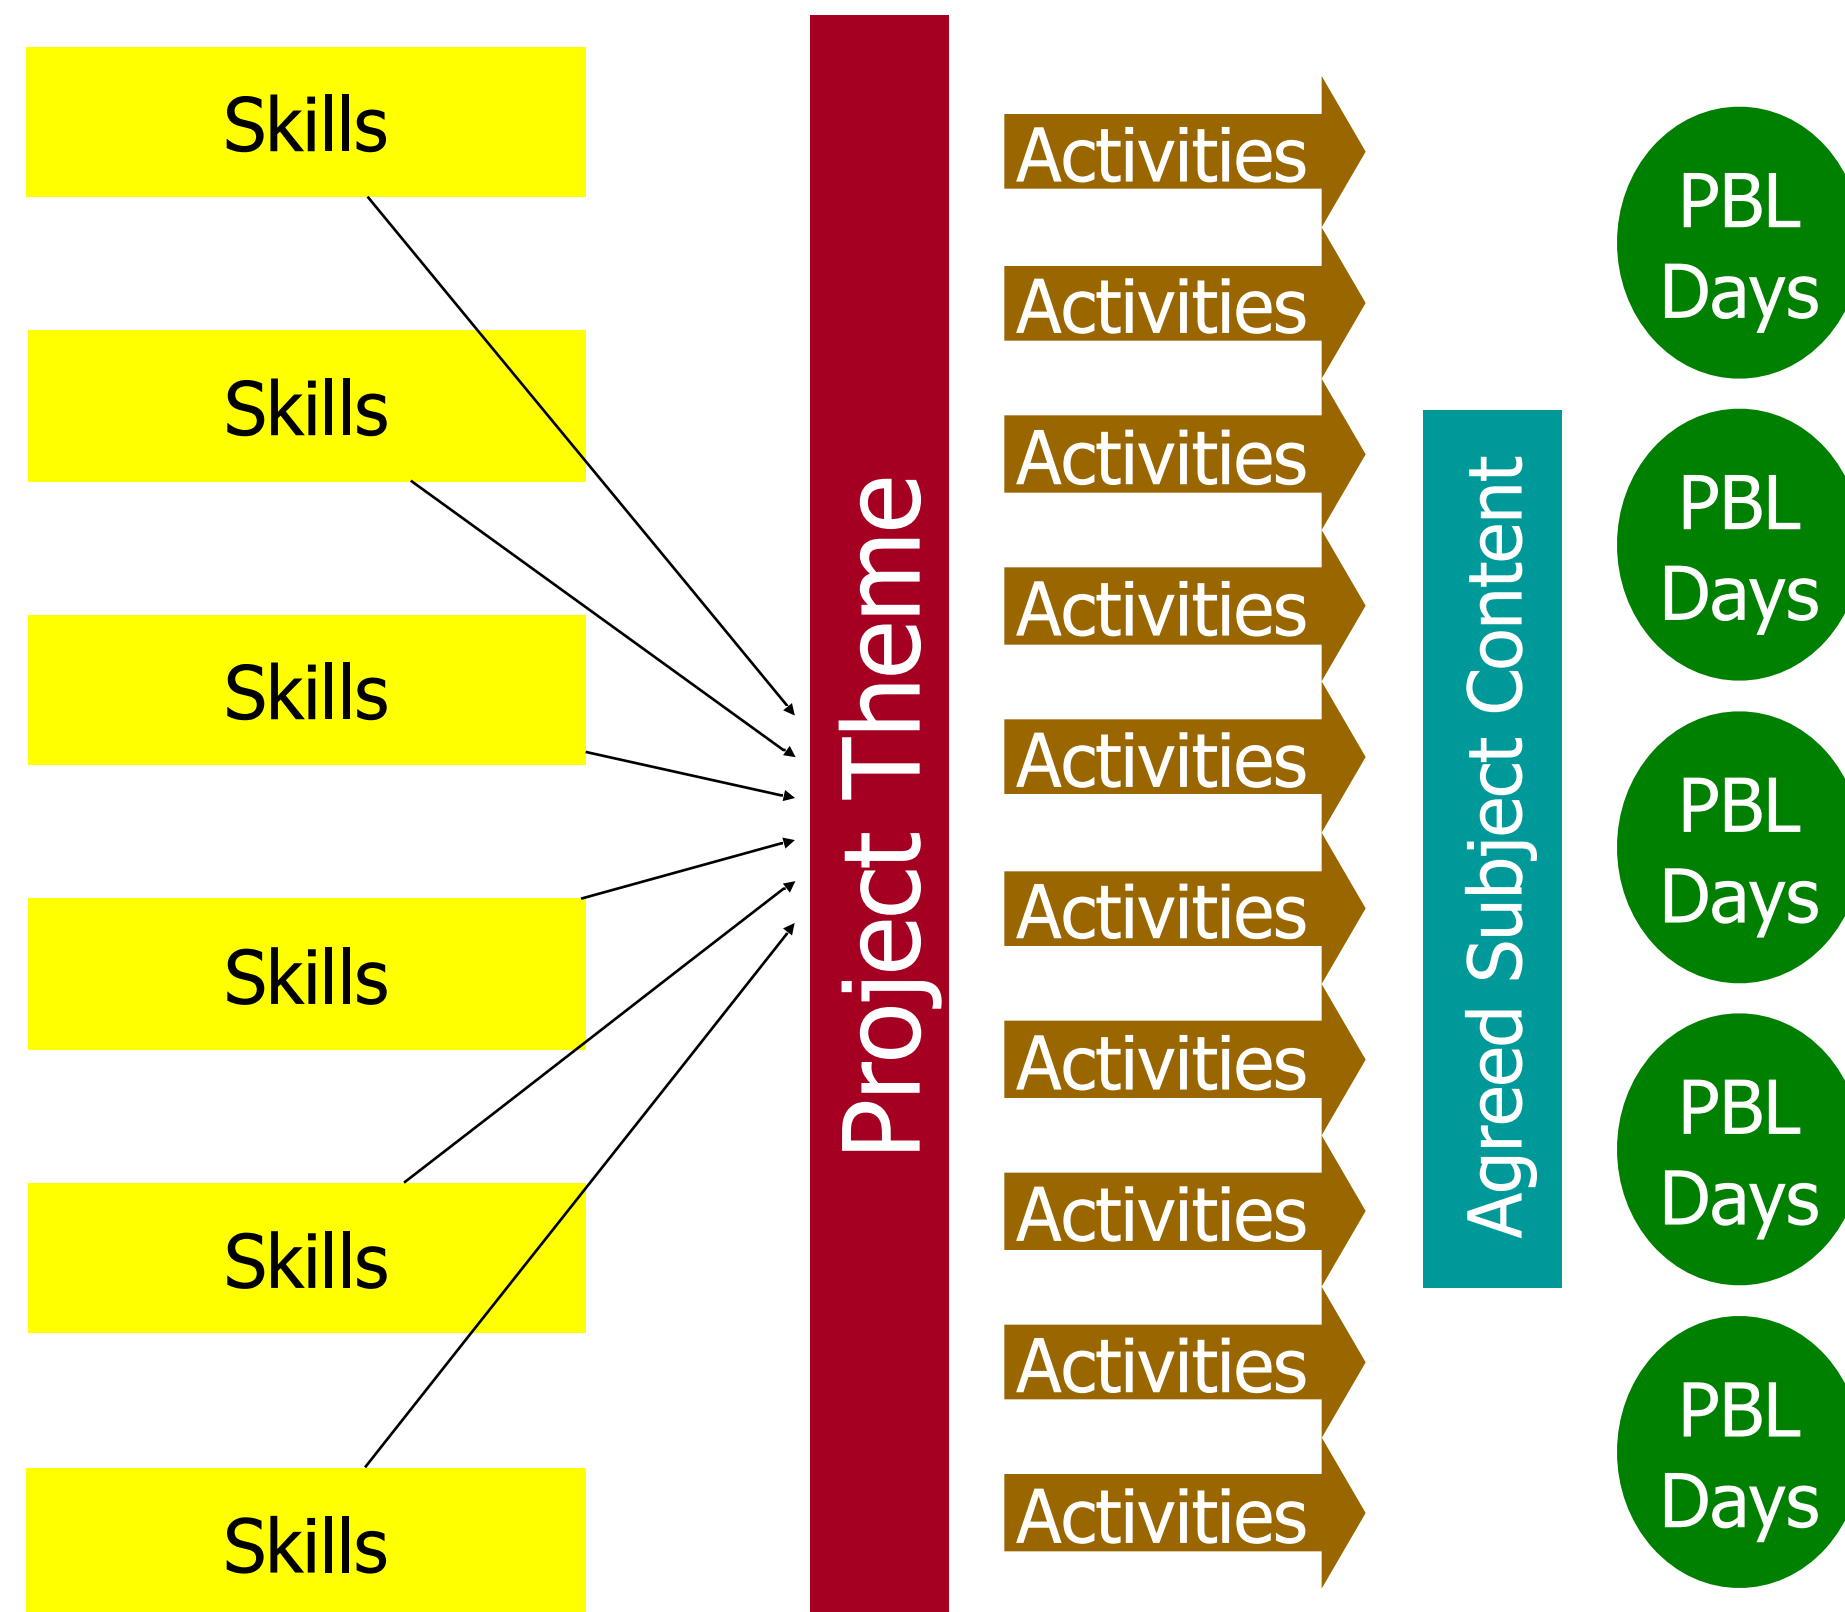 Skills
Skills
Skills
Skills
Skills
Skills
Project Theme
Activities
Activities
Activities
Activities
Activities
Activities
Activities
Activities
Activities
Activities
Agreed Subject Content
PBL
Days
PBL
Days
PBL
Days
PBL
Days
PBL
Days